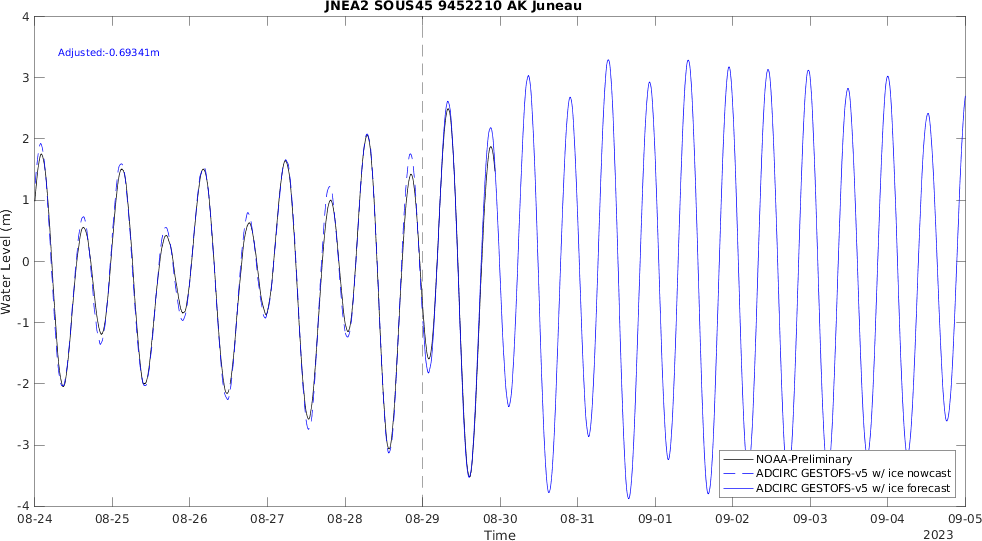 JNEA2 SOUS45 9452210 AK Juneau
Adjusted:-0.69341m
Water Level (m)
4
3
2
1
0
-1
-2
-3
-4
NOAA-Preliminary
ADCIRC GESTOFS-v5 w/ ice nowcast
ADCIRC GESTOFS-v5 w/ ice forecast
08-24 08-25 08-26 08-27 08-28 08-29 08-30 08-31 09-01 09-02 09-03 09-04 09-05
Time
2023